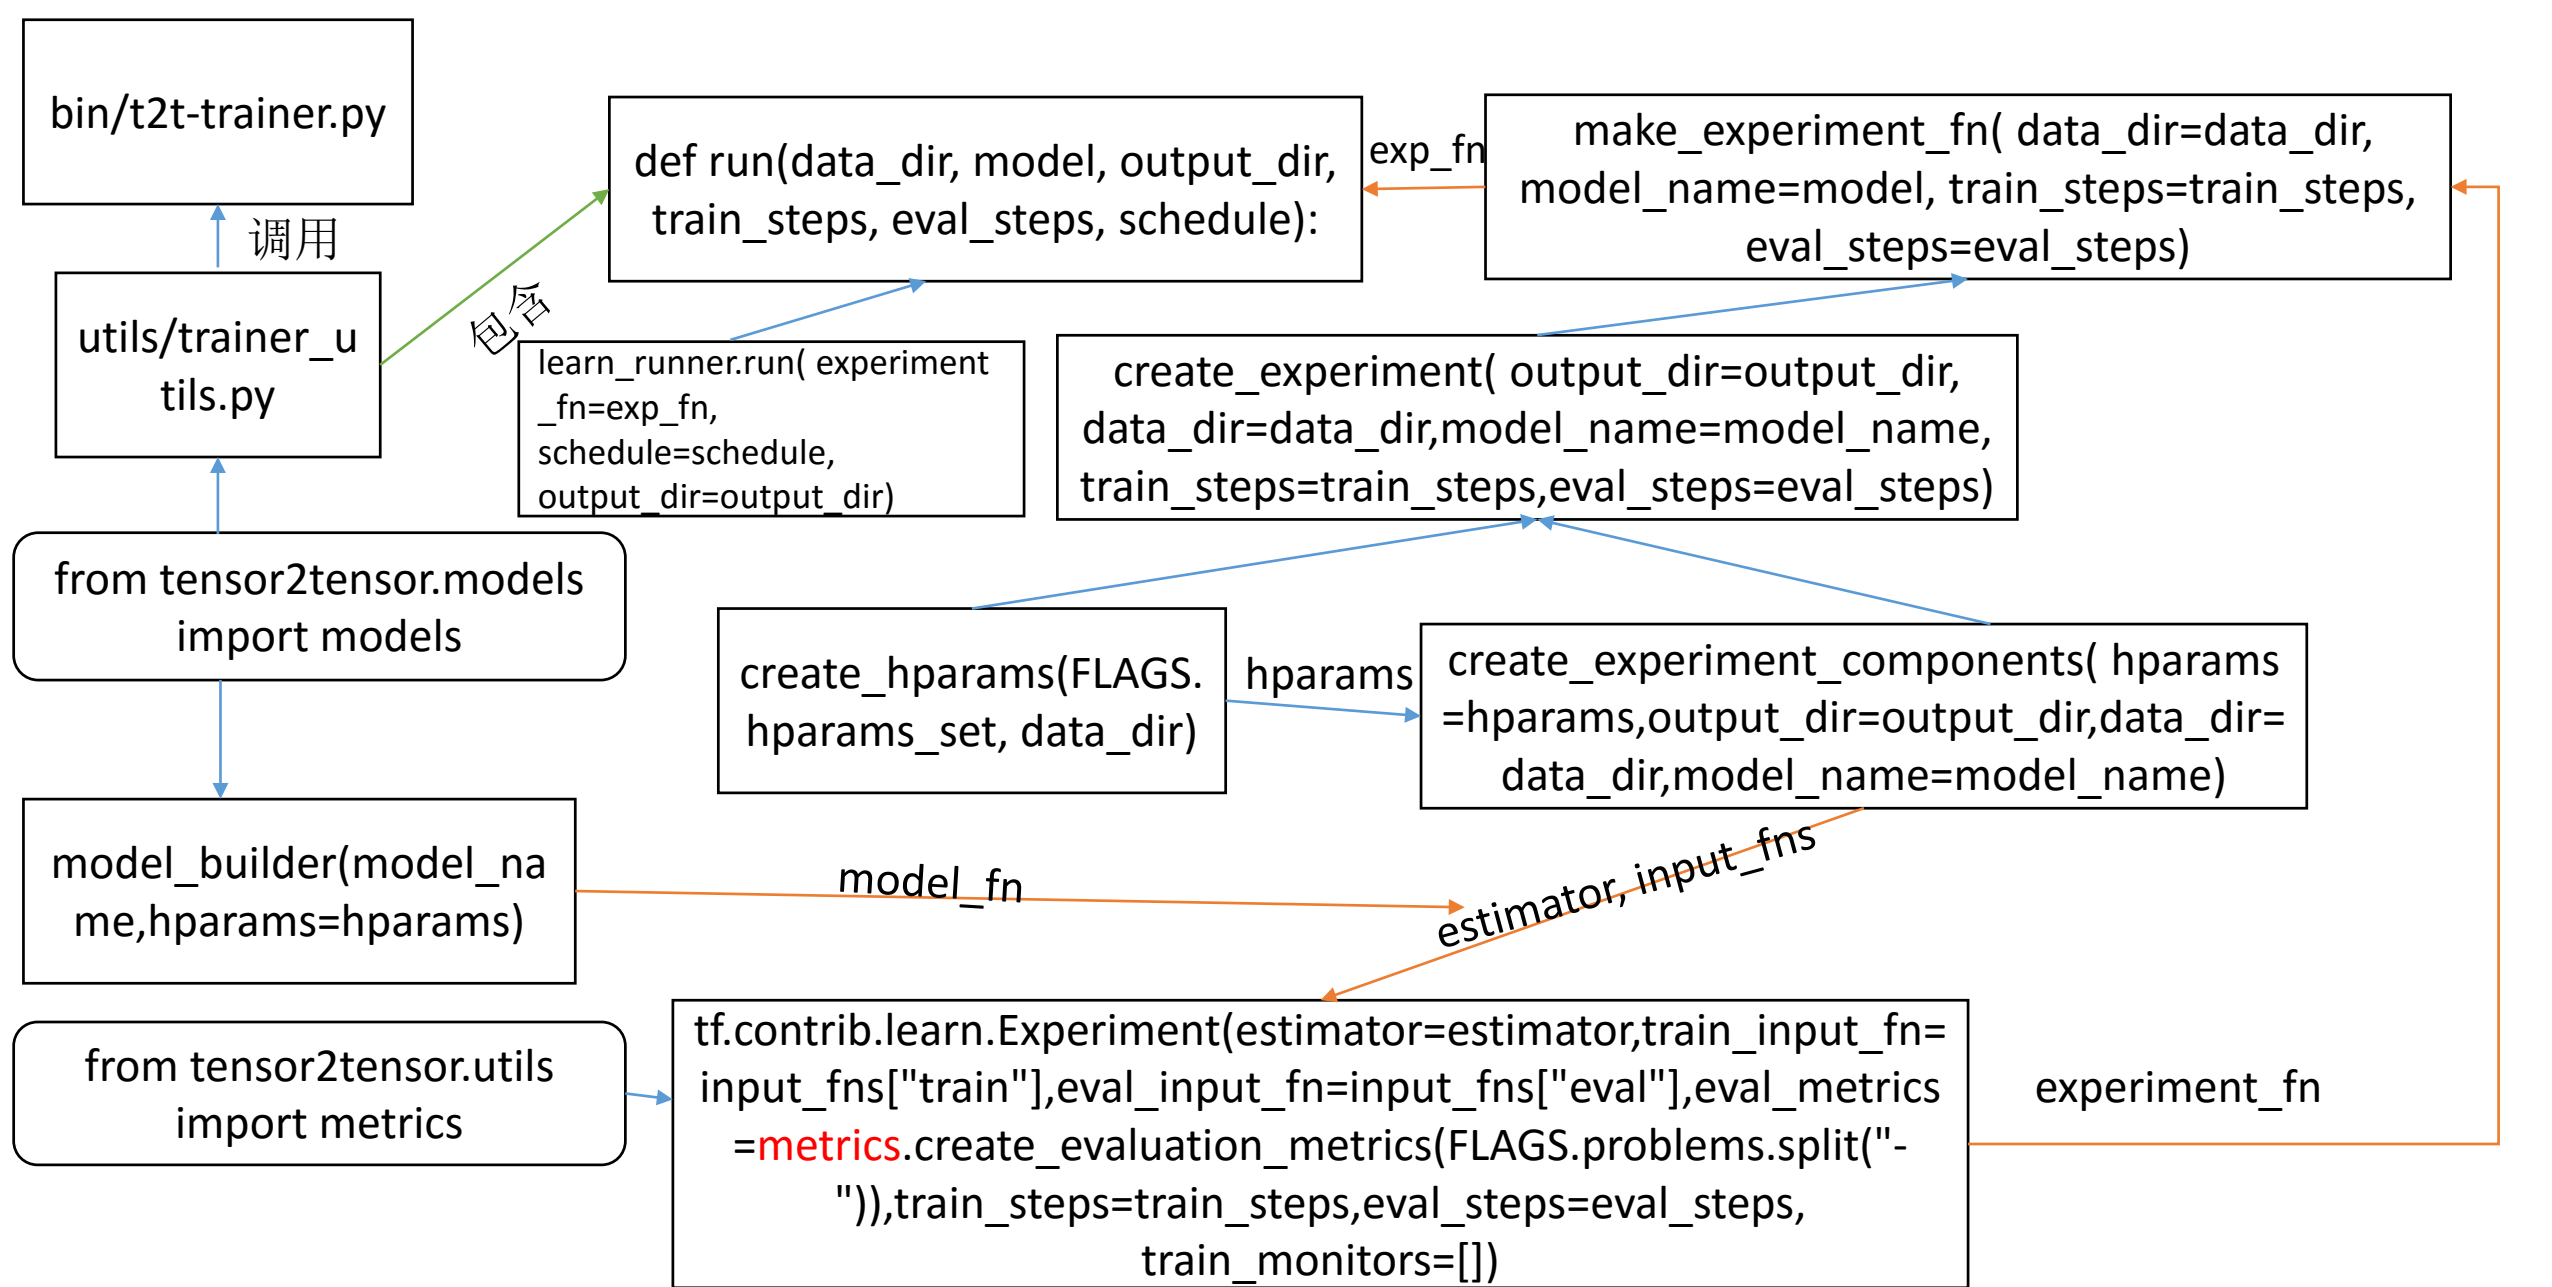 bin/t2t-trainer.py
调用
utils/trainer_u
tils.py
包含
def run(data_dir, model, output_dir,
train_steps, eval_steps, schedule):
exp_fn
make_experiment_fn( data_dir=data_dir,
model_name=model, train_steps=train_steps,
eval_steps=eval_steps)
learn_runner.run( experiment
_fn=exp_fn,
schedule=schedule,
output_dir=output_dir)
create_experiment( output_dir=output_dir,
data_dir=data_dir,model_name=model_name,
train_steps=train_steps,eval_steps=eval_steps)
from tensor2tensor.models
import models
create_hparams(FLAGS.
hparams_set, data_dir)
hparams
create_experiment_components( hparams
=hparams,output_dir=output_dir,data_dir=
data_dir,model_name=model_name)
model_builder(model_na
me,hparams=hparams)
model_fn
estimator, input_fns
from tensor2tensor.utils
import metrics
tf.contrib.learn.Experiment(estimator=estimator,train_input_fn=
input_fns["train"],eval_input_fn=input_fns["eval"],eval_metrics
=metrics.create_evaluation_metrics(FLAGS.problems.split("-
")),train_steps=train_steps,eval_steps=eval_steps,
train_monitors=[])
experiment_fn